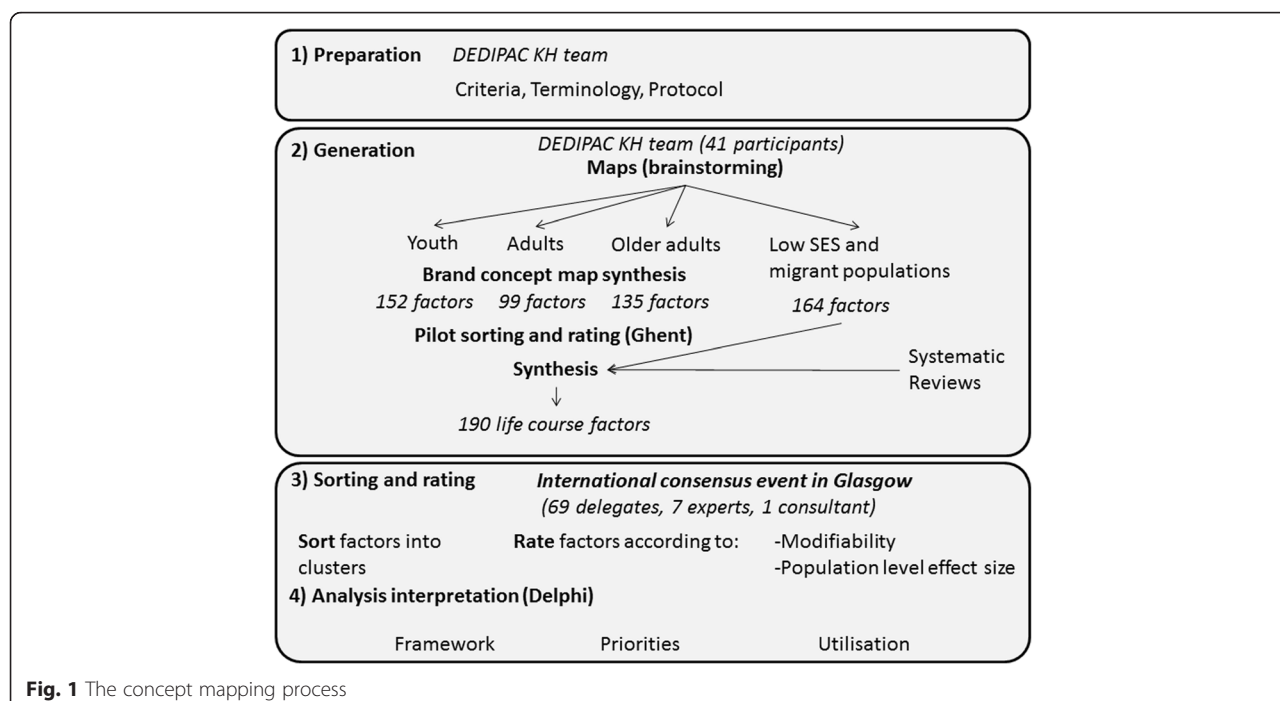 1) Preparation DEDIPAC KH team
Criteria, Terminology, Protocol
2) Generation DEDIPAC KH team (41 participants)
Maps (brainstorming)
Youth Adults Older adults Low SES and
migrant populations
Brand concept map synthesis
152 factors 99 factors 135 factors 164 factors
Pilot sorting and rating (Ghent)
Synthesis Systematic
Reviews
190 life course factors
3) Sorting and rating International consensus event in Glasgow
(69 delegates, 7 experts, 1 consultant)
Sort factors into Rate factors according to: -Modifiability
clusters -Population level effect size
4) Analysis interpretation (Delphi)
Framework Priorities Utilisation
Fig. 1 The concept mapping process